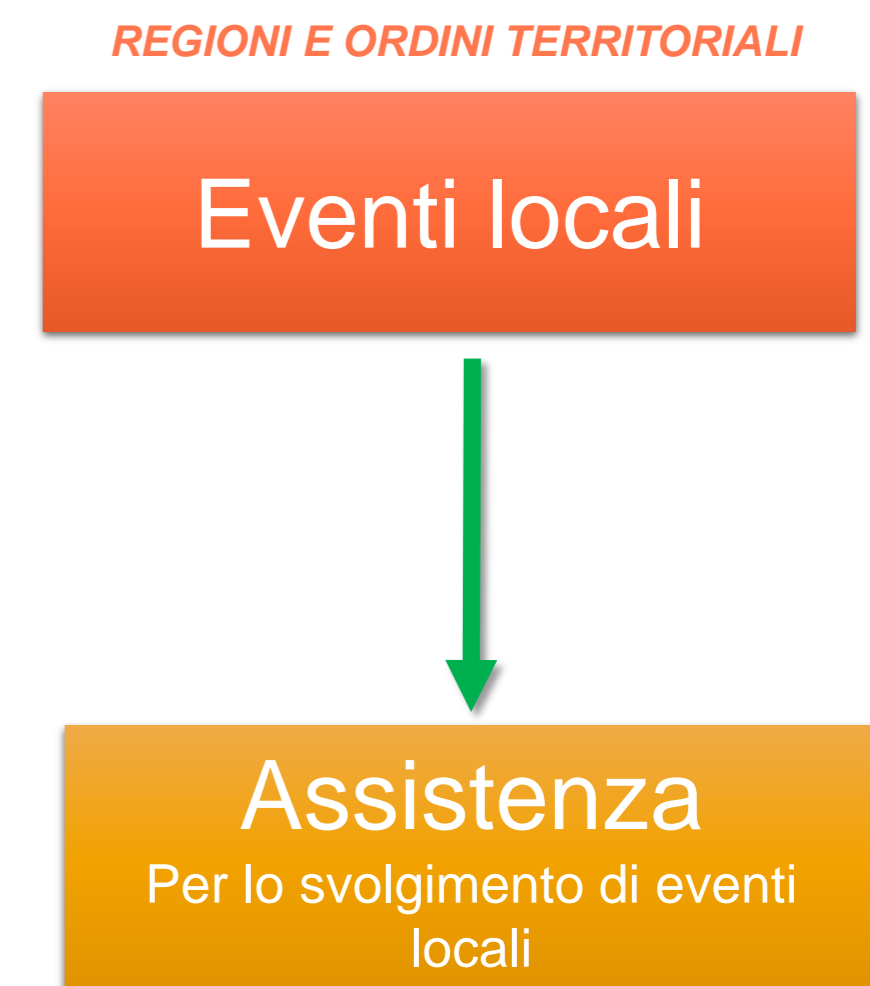 REGIONI E ORDINI TERRITORIALI
Eventi locali
Assistenza
Per lo svolgimento di eventi
locali